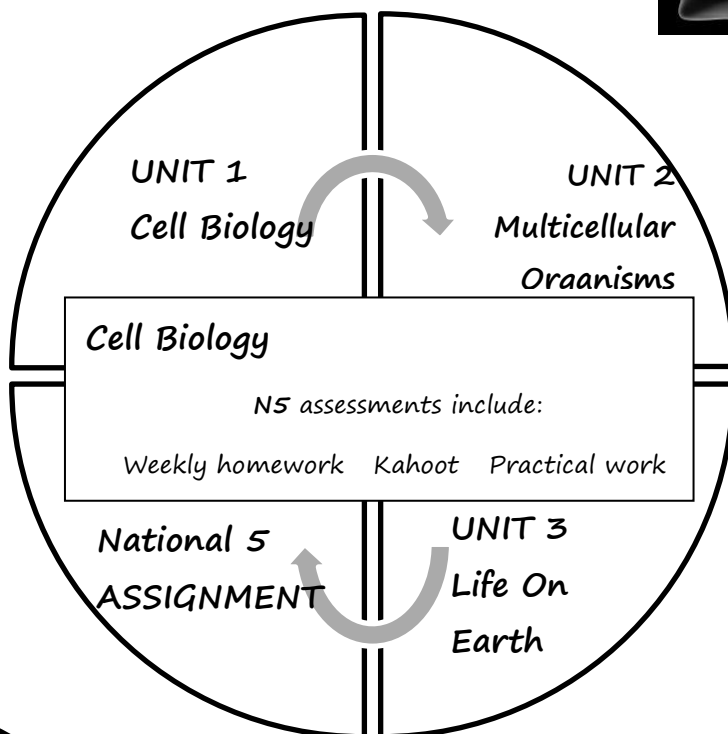 UNIT 1
Cell Biology
UNIT 2
Multicellular
Organisms
Cell Biology
N5 assessments include:
Weekly homework Kahoot Practical work
National 5
ASSIGNMENT
UNIT 3
Life On
Earth